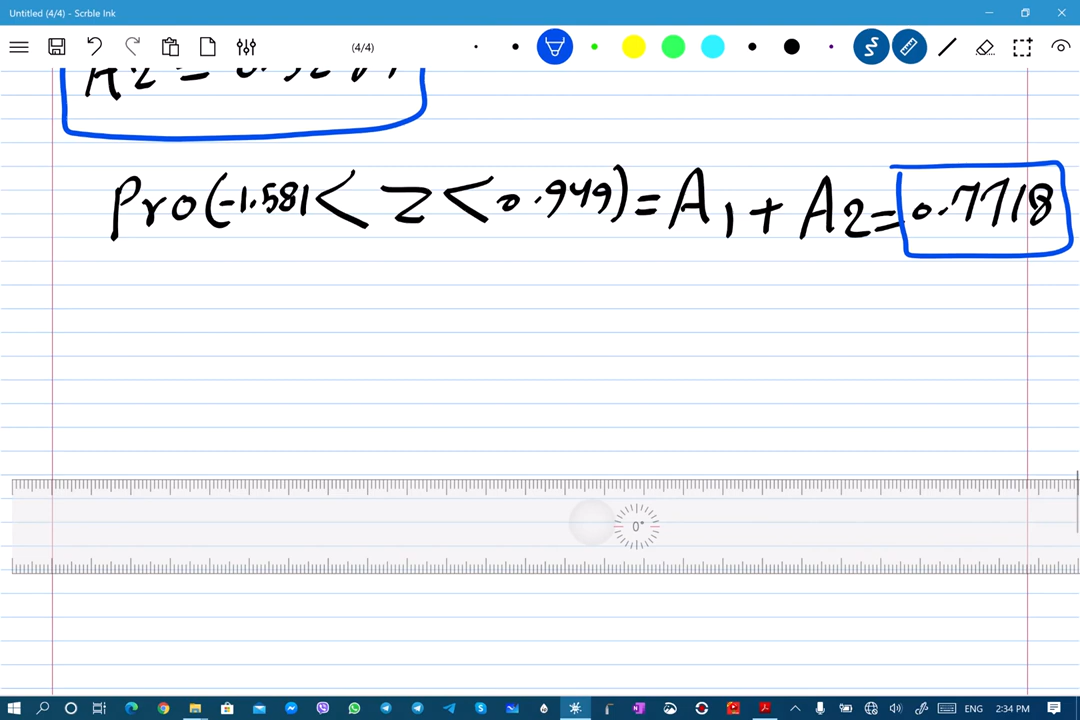 Untitled (4/4) - Scrble Ink
(4/4)
Pro(-1.581 < z < 0.949) = A1 + A2 = 0.7718
0°
ENG 2:34 PM